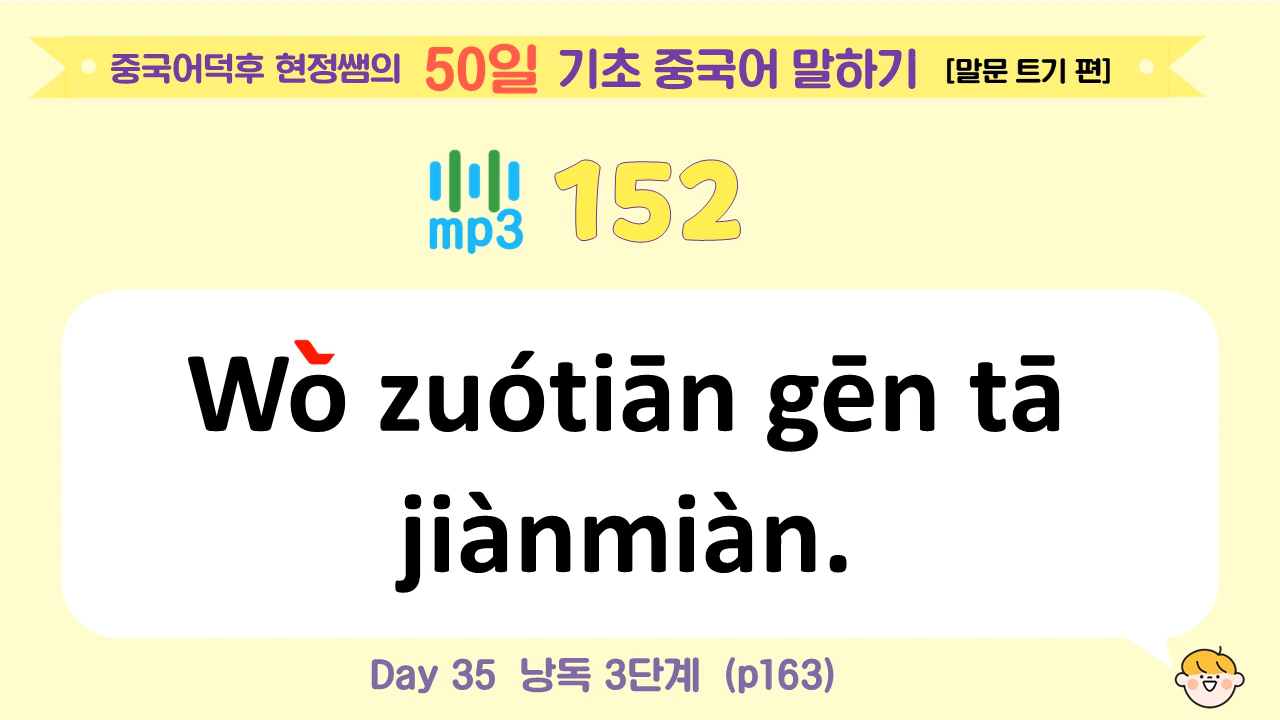 중국어덕후 현정쌤의 50일 기초 중국어 말하기 [말문 트기 편]
mp3 152
Wò zuótiān gēn tā
jiànmiàn.
Day 35 낭독 3단계 (p163)